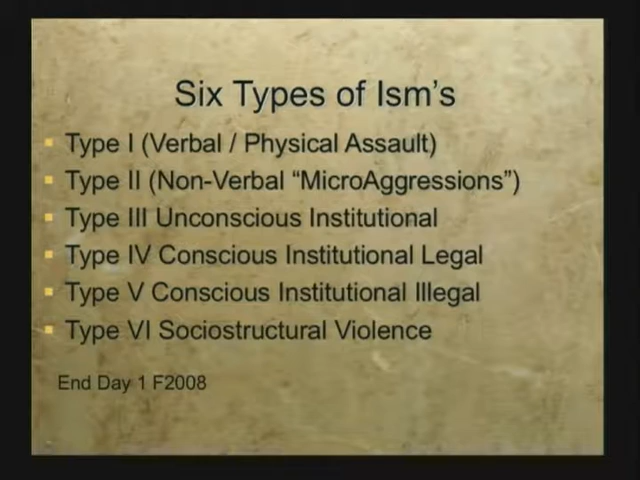 Six Types of Ism's
Type I (Verbal / Physical Assault)
Type II (Non-Verbal “MicroAggressions”)
Type III Unconscious Institutional
Type IV Conscious Institutional Legal
Type V Conscious Institutional Illegal
Type VI Sociostructural Violence
End Day 1 F2008